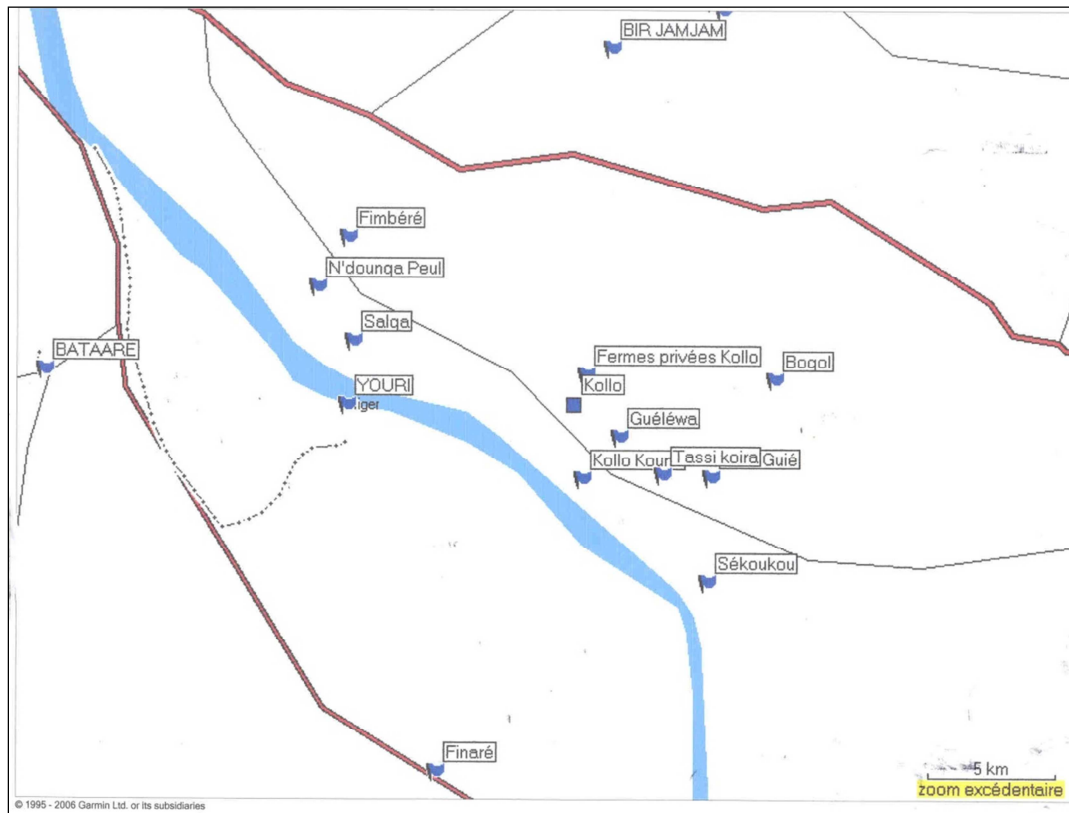 BIR JAMJAM
Fimbéré
N'dounga Peul
Salga
BATAARE
Fermes privées Kollo
Bogol
YOURI
Kollo
Guéléwa
Tassi koira
Guié
Sékoukou
Finaré
5 km
zoom excédentaire
© 1995 - 2006 Garmin Ltd. or its subsidiaries